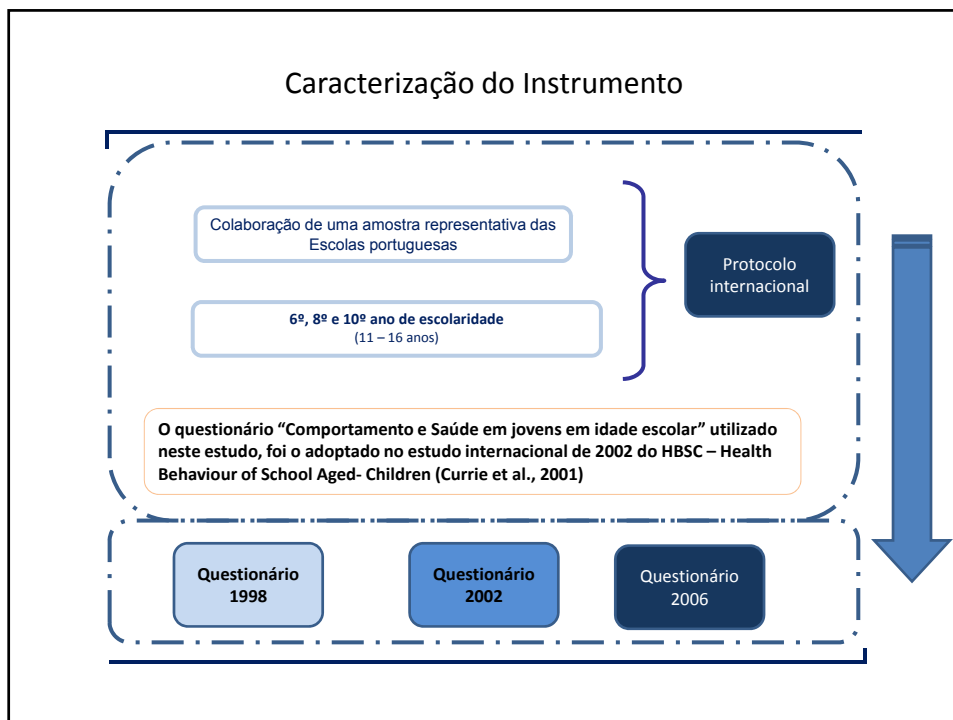 Caracterização do Instrumento
Colaboração de uma amostra representativa das
Escolas portuguesas
Protocolo
internacional
6º, 8º e 10º ano de escolaridade
(11 – 16 anos)
O questionário “Comportamento e Saúde em jovens em idade escolar” utilizado
neste estudo, foi o adoptado no estudo internacional de 2002 do HBSC – Health
Behaviour of School Aged- Children (Currie et al., 2001)
Questionário
1998
Questionário
2002
Questionário
2006